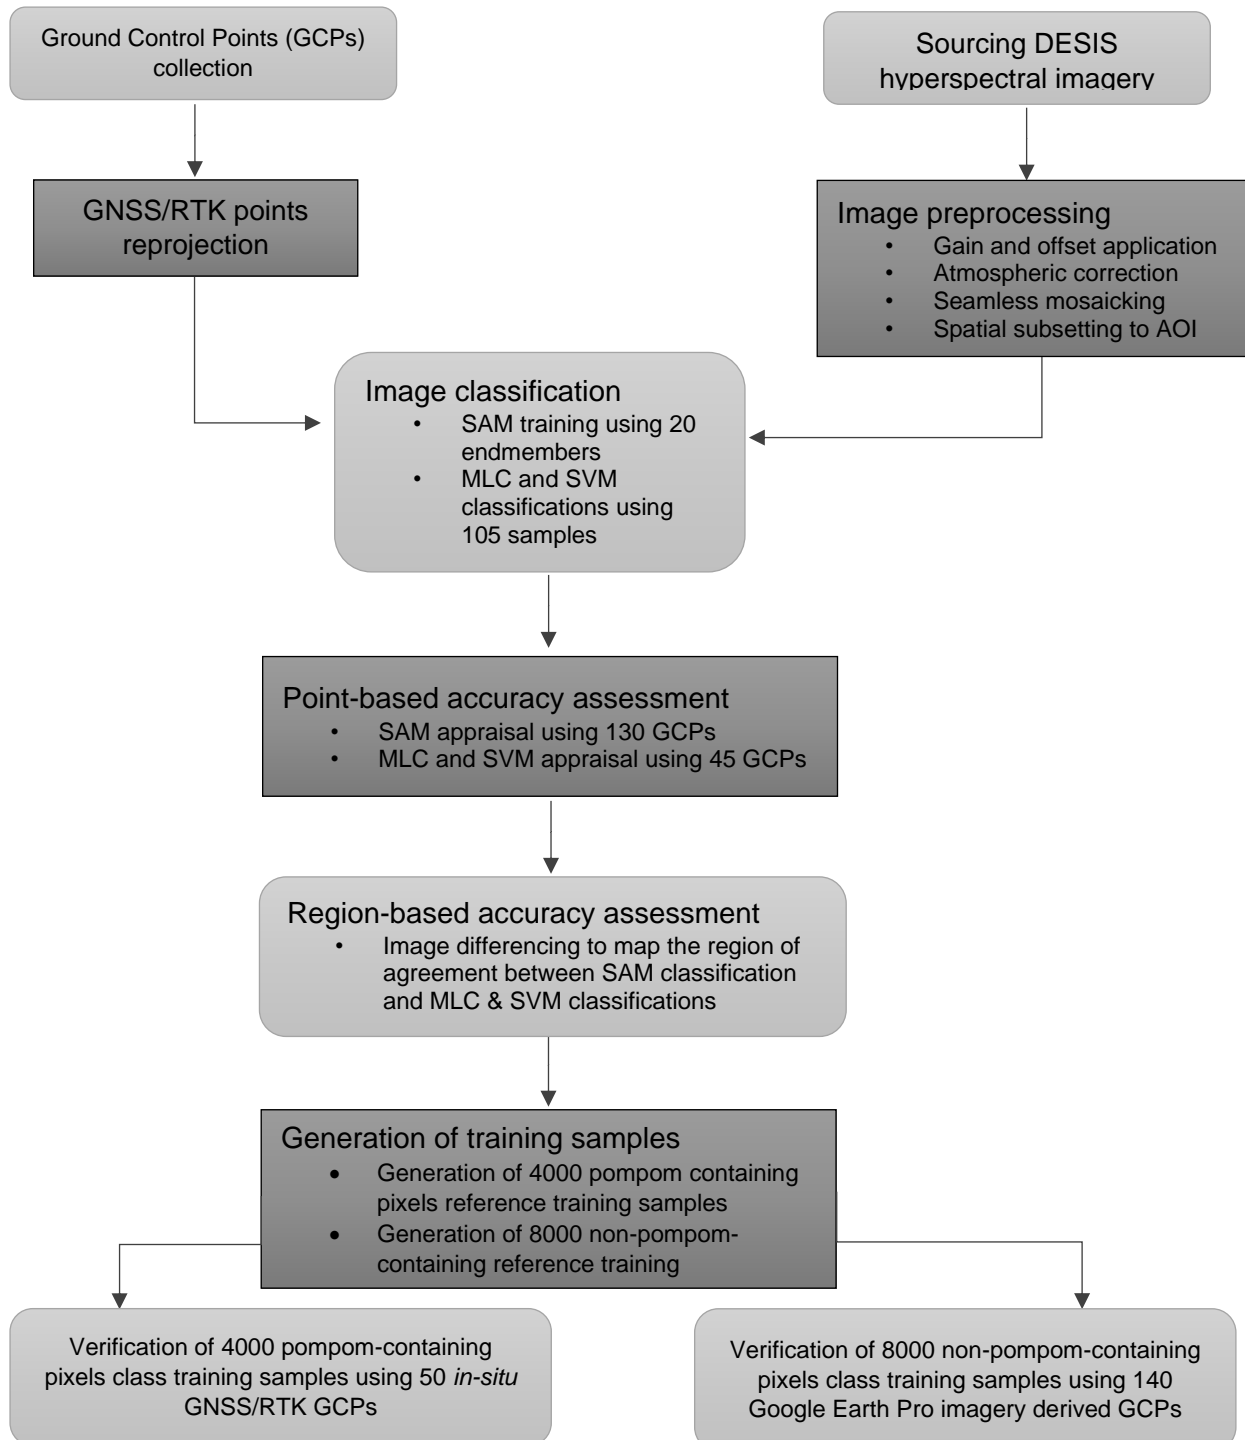 Ground Control Points (GCPs)
collection
Sourcing DESIS
hyperspectral imagery
GNSS/RTK points
reprojection
Image preprocessing
• Gain and offset application
• Atmospheric correction
• Seamless mosaicking
• Spatial subsetting to AOI
Image classification
• SAM training using 20
endmembers
• MLC and SVM
classifications using
105 samples
Point-based accuracy assessment
• SAM appraisal using 130 GCPs
• MLC and SVM appraisal using 45 GCPs
Region-based accuracy assessment
• Image differencing to map the region of
agreement between SAM classification
and MLC & SVM classifications
Generation of training samples
• Generation of 4000 pompom containing
pixels reference training samples
• Generation of 8000 non-pompom-
containing reference training
Verification of 4000 pompom-containing
pixels class training samples using 50 in-situ
GNSS/RTK GCPs
Verification of 8000 non-pompom-containing
pixels class training samples using 140
Google Earth Pro imagery derived GCPs